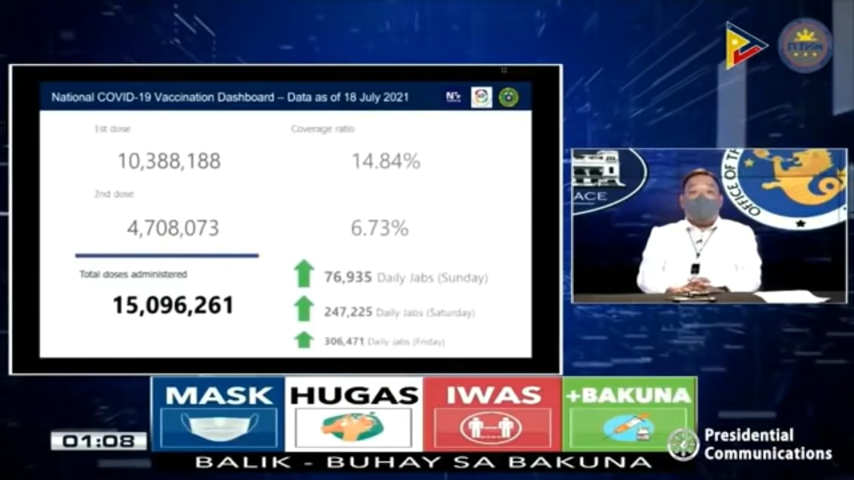 National COVID-19 Vaccination Dashboard – Data as of 18 July 2021
1st dose
Coverage ratio
10,388,188
14.84%
2nd dose
4,708,073
6.73%
Total doses administered
15,096,261
76,935 Daily Jabs (Sunday)
247,225 Daily Jabs (Saturday)
306,471 Daily Jabs (Friday)
ACE
OFFICE OF T
MASK
HUGAS
IWAS
+BAKUNA
01:08
BALIK - BUHAY SA BAKUNA
Presidential
Communications